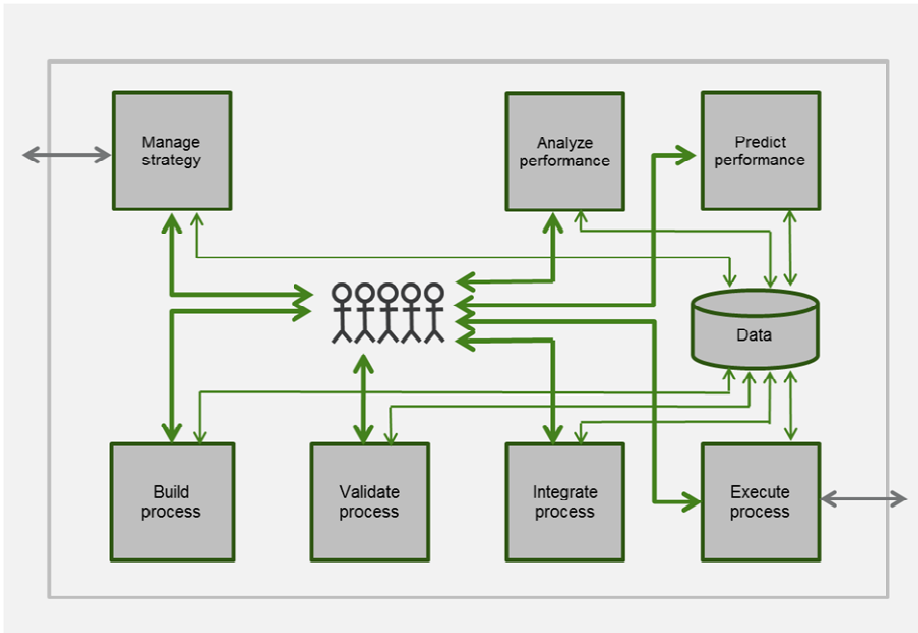 Manage
strategy
Analyze
performance
Predict
performance
Data
Build
process
Validate
process
Integrate
process
Execute
process